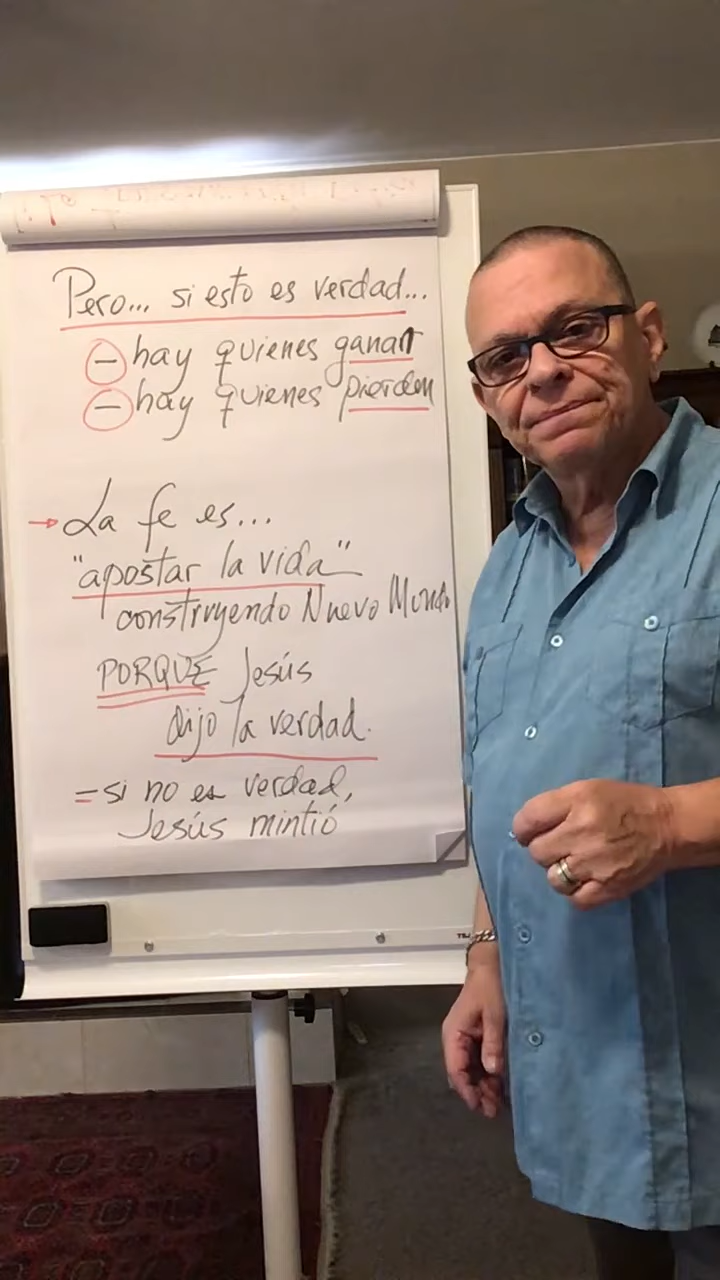 Pero... si esto es verdad...
- hay quienes ganan
- hay quienes pierden
→ La fe es...
"apostar la vida"
construyendo Nuevo Mundo
PORQUE Jesús
dijo la verdad.
= si no es verdad,
Jesús mintió